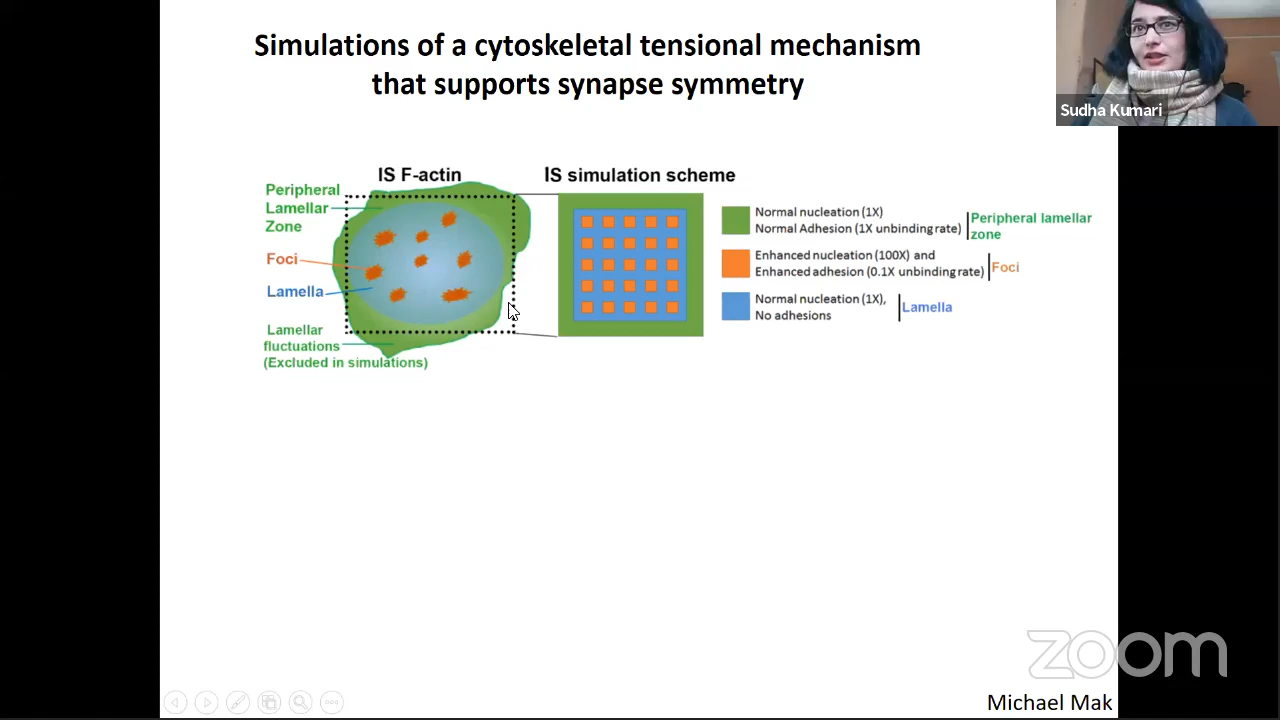 Simulations of a cytoskeletal tensional mechanism
that supports synapse symmetry
Sudha Kumari
IS F-actin
IS simulation scheme
Peripheral
Lamellar
Zone
Foci
Lamella
Lamellar
fluctuations
(Excluded in simulations)
Normal nucleation (1X)
Normal Adhesion (1X unbinding rate)
Peripheral lamellar
zone
Enhanced nucleation (100X) and
Enhanced adhesion (0.1X unbinding rate)
Foci
Normal nucleation (1X),
No adhesions
Lamella
zoom
Michael Mak